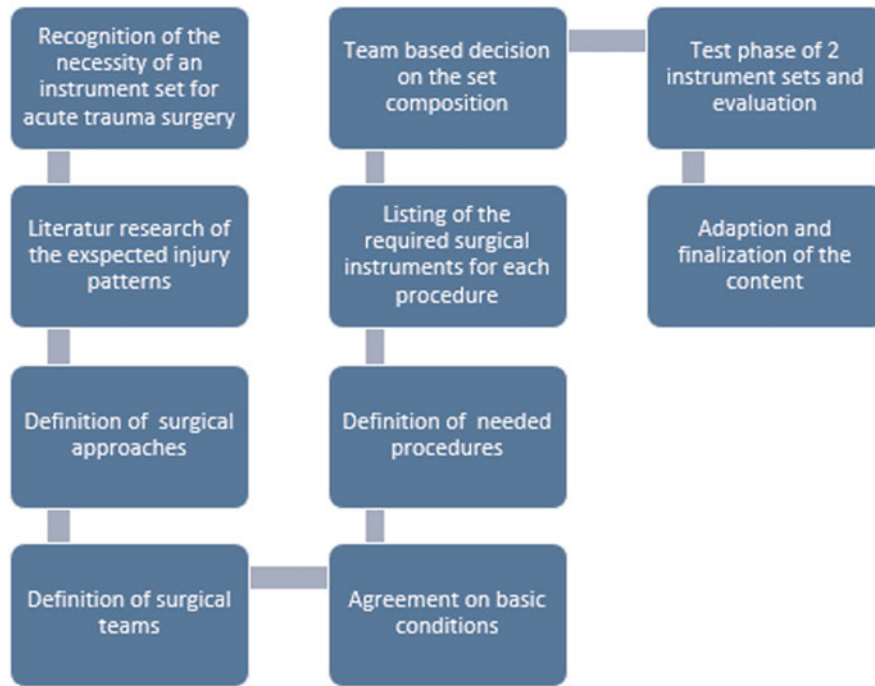 Recognition of the
necessity of an
instrument set for
acute trauma surgery
Literatur research of
the exspected injury
patterns
Definition of surgical
approaches
Definition of surgical
teams
Agreement on basic
conditions
Definition of needed
procedures
Listing of the
required surgical
instruments for each
procedure
Team based decision
on the set
composition
Test phase of 2
instrument sets and
evaluation
Adaption and
finalization of the
content